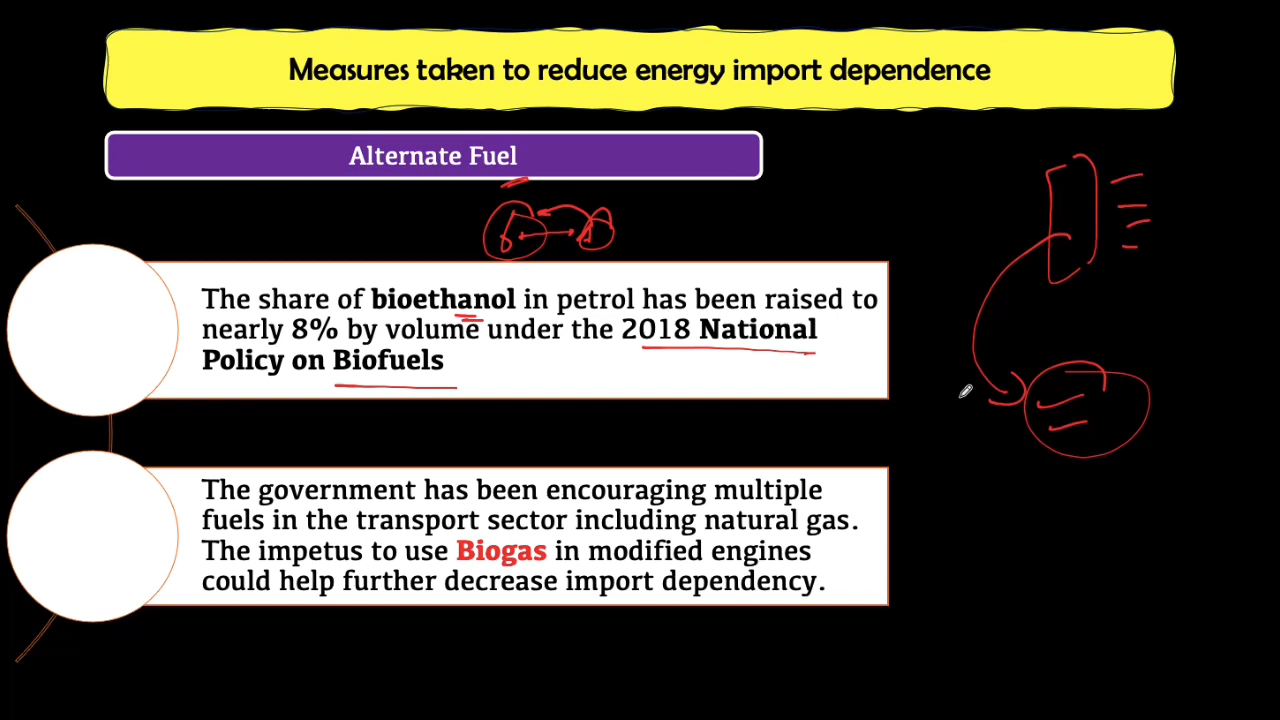 Measures taken to reduce energy import dependence
Alternate Fuel
The share of bioethanol in petrol has been raised to
nearly 8% by volume under the 2018 National
Policy on Biofuels
The government has been encouraging multiple
fuels in the transport sector including natural gas.
The impetus to use Biogas in modified engines
could help further decrease import dependency.